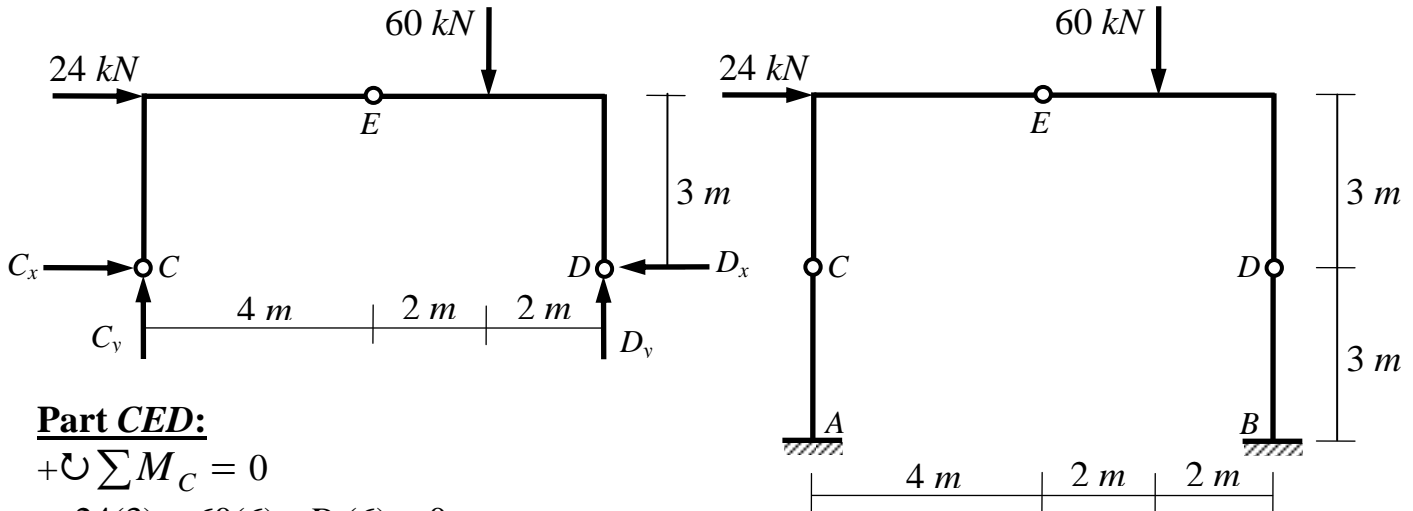 60 kN
60 kN
24 kN
24 kN
E
E
3 m
3 m
C_x
C
D
D_x
C
D
4 m
2 m
2 m
C_y
D_y
3 m
Part CED:
A
B
+↻∑M_C = 0
4 m
2 m
2 m